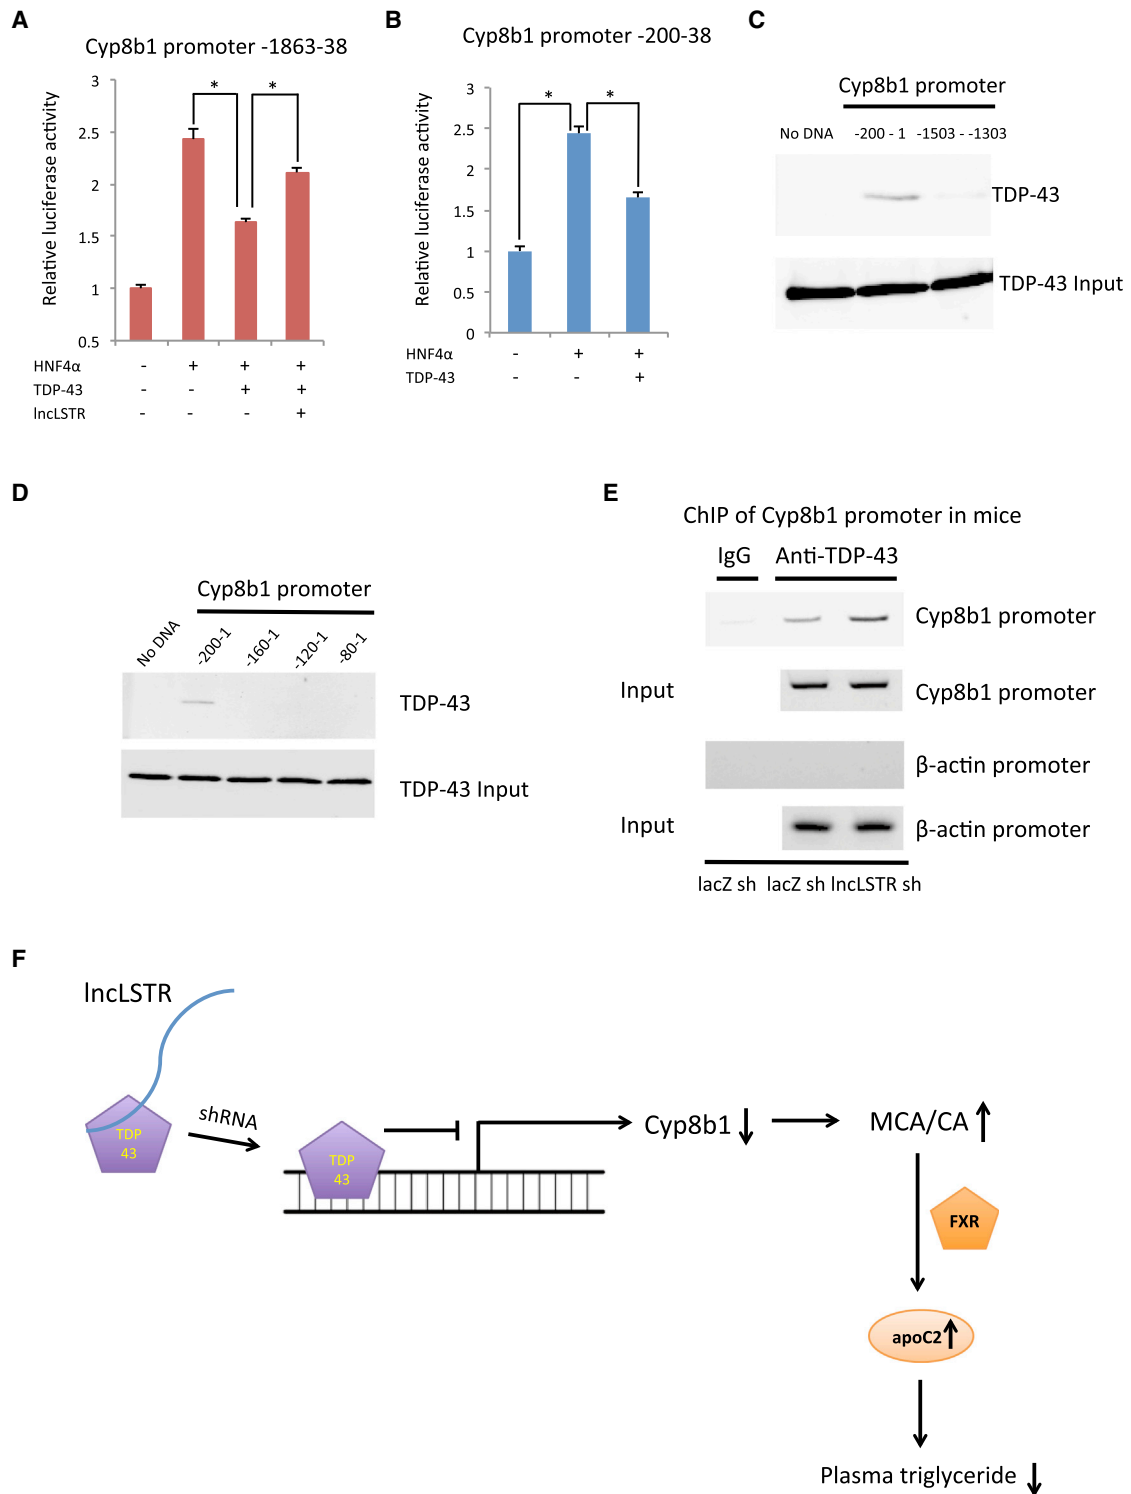 A
Cyp8b1 promoter -1863-38
Relative luciferase activity
3
2.5
2
1.5
1
0.5
HNF4α - + + +
TDP-43 - - + +
lncLSTR - - - +
* *
B
Cyp8b1 promoter -200-38
Relative luciferase activity
3
2.5
2
1.5
1
0.5
0
* *
HNF4α - + +
TDP-43 - - +
C
Cyp8b1 promoter
No DNA -200 - 1 -1503 - -1303
TDP-43
TDP-43 Input
D
Cyp8b1 promoter
No DNA -200-1 -160-1 -120-1 -80-1
TDP-43
TDP-43 Input
E
ChIP of Cyp8b1 promoter in mice
IgG Anti-TDP-43
Cyp8b1 promoter
Input Cyp8b1 promoter
β-actin promoter
Input β-actin promoter
lacZ sh lacZ sh lncLSTR sh
F
lncLSTR
TDP
43
shRNA
TDP
43
Cyp8b1
MCA/CA
FXR
apoC2
Plasma triglyceride